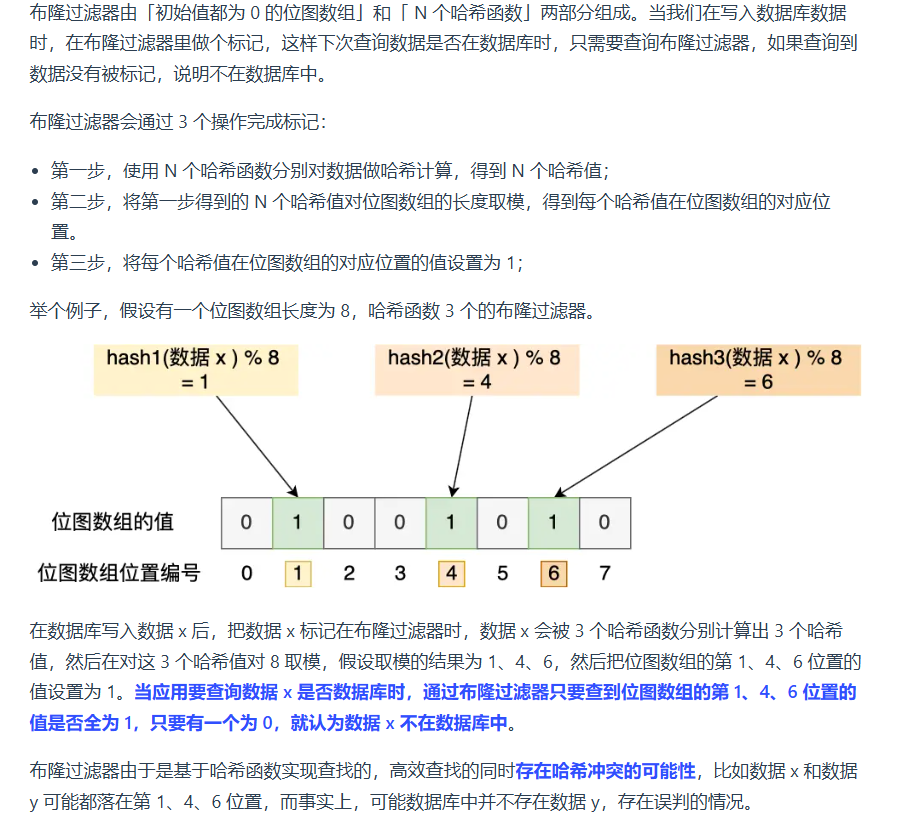 布隆过滤器由「初始值都为 0 的位图数组」和「 N 个哈希函数」两部分组成。当我们在写入数据库数据
时，在布隆过滤器里做个标记，这样下次查询数据是否在数据库时，只需要查询布隆过滤器，如果查询到
数据没有被标记，说明不在数据库中。
布隆过滤器会通过 3 个操作完成标记：
• 第一步，使用 N 个哈希函数分别对数据做哈希计算，得到 N 个哈希值；
• 第二步，将第一步得到的 N 个哈希值对位图数组的长度取模，得到每个哈希值在位图数组的对应位
置。
• 第三步，将每个哈希值在位图数组的对应位置的值设置为 1；
举个例子，假设有一个位图数组长度为 8，哈希函数 3 个的布隆过滤器。
hash1(数据 x ) % 8
= 1
hash2(数据 x ) % 8
= 4
hash3(数据 x ) % 8
= 6
位图数组的值 0 1 0 0 1 0 1 0
位图数组位置编号 0 1 2 3 4 5 6 7
在数据库写入数据 x 后，把数据 x 标记在布隆过滤器时，数据 x 会被 3 个哈希函数分别计算出 3 个哈希
值，然后在对这 3 个哈希值对 8 取模，假设取模的结果为 1、4、6，然后把位图数组的第 1、4、6 位置的
值设置为 1。当应用要查询数据 x 是否数据库时，通过布隆过滤器只要查到位图数组的第 1、4、6 位置的
值是否全为 1，只要有一个为 0，就认为数据 x 不在数据库中。
布隆过滤器由于是基于哈希函数实现查找的，高效查找的同时存在哈希冲突的可能性，比如数据 x 和数据
y 可能都落在第 1、4、6 位置，而事实上，可能数据库中并不存在数据 y，存在误判的情况。